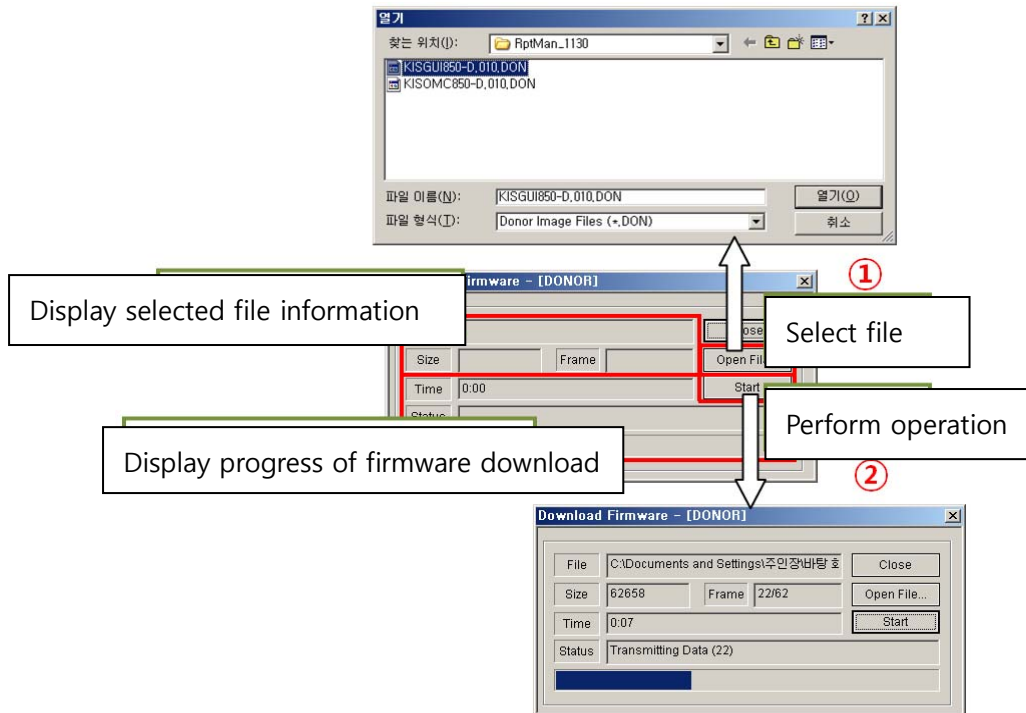 열기
찾는 위치(I):
RptMan_1130
KISGUI850-D.010.DON
KISOMC850-D.010.DON
파일 이름(N):
KISGUI850-D.010.DON
열기(O)
파일 형식(T):
Donor Image Files (*.DON)
취소
①
irmware - [DONOR]
Display selected file information
Select file
Size
Frame
Open Fil
Time
0:00
Start
Status
Perform operation
Display progress of firmware download
②
Download Firmware - [DONOR]
File
C:\Documents and Settings\주인장\바탕 호
Close
Size
62658
Frame
22/62
Open File...
Time
0:07
Start
Status
Transmitting Data (22)